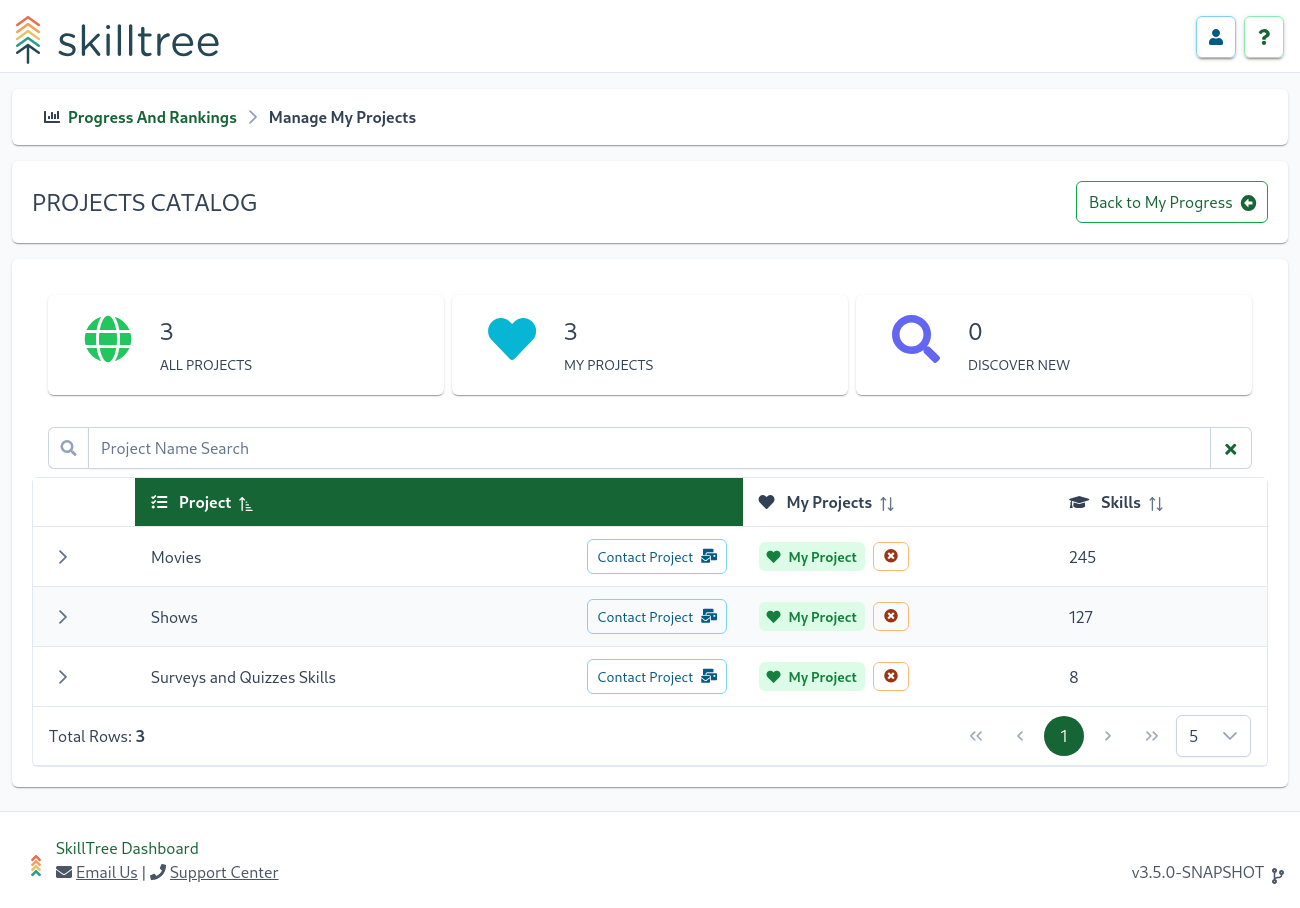 skilltree
?
Progress And Rankings > Manage My Projects
PROJECTS CATALOG
Back to My Progress
3
ALL PROJECTS
3
MY PROJECTS
0
DISCOVER NEW
Project Name Search
Project My Projects Skills
Movies Contact Project My Project 245
Shows Contact Project My Project 127
Surveys and Quizzes Skills Contact Project My Project 8
Total Rows: 3 1 5
SkillTree Dashboard
Email Us | Support Center
v3.5.0-SNAPSHOT